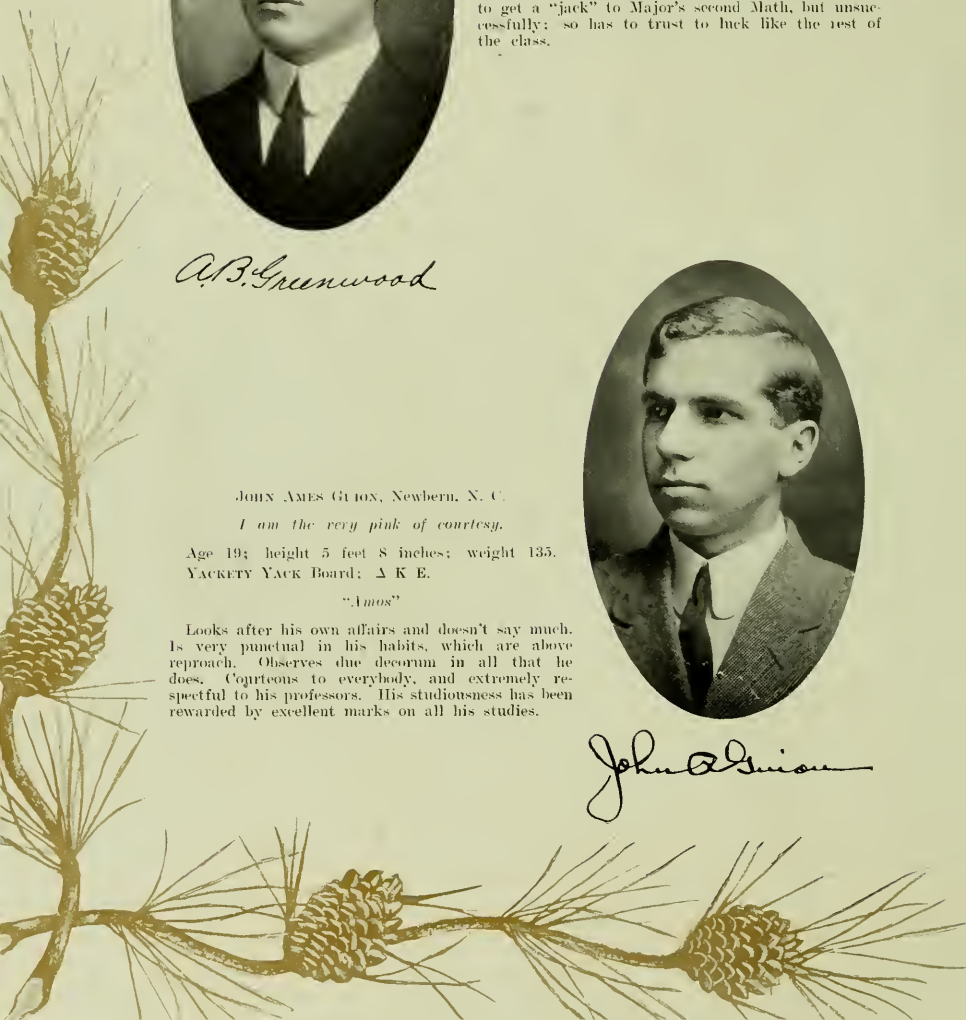 to get a “jack” to Major's second Math, but unsuc-
cessfully; so has to trust to luck like the rest of
the class.
A. B. Greenwood
JOHN AMES GUION, Newbern, N. C.
I am the very pink of courtesy.
Age 19; height 5 feet 8 inches; weight 135.
YACKETY YACK Board; Δ K E.
“Amos”
Looks after his own affairs and doesn't say much.
Is very punctual in his habits, which are above
reproach. Observes due decorum in all that he
does. Courteous to everybody, and extremely re-
spectful to his professors. His studiousness has been
rewarded by excellent marks on all his studies.
John A Guion